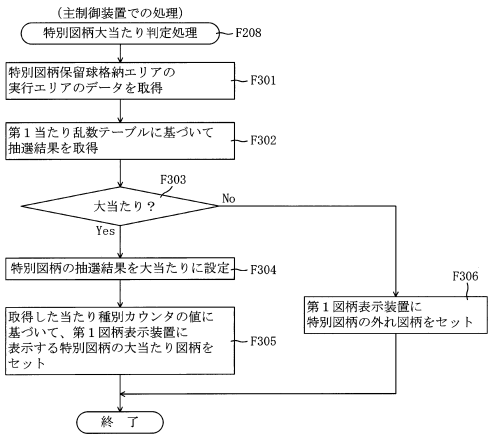 (主制御装置での処理)
特別図柄大当たり判定処理
F208
特別図柄保留球格納エリアの
実行エリアのデータを取得
F301
第1当たり乱数テーブルに基づいて
抽選結果を取得
F302
F303
大当たり?
No
Yes
特別図柄の抽選結果を大当たりに設定
F304
F306
第1図柄表示装置に
特別図柄の外れ図柄をセット
取得した当たり種別カウンタの値に
基づいて、第1図柄表示装置に
表示する特別図柄の大当たり図柄を
セット
F305
終 了